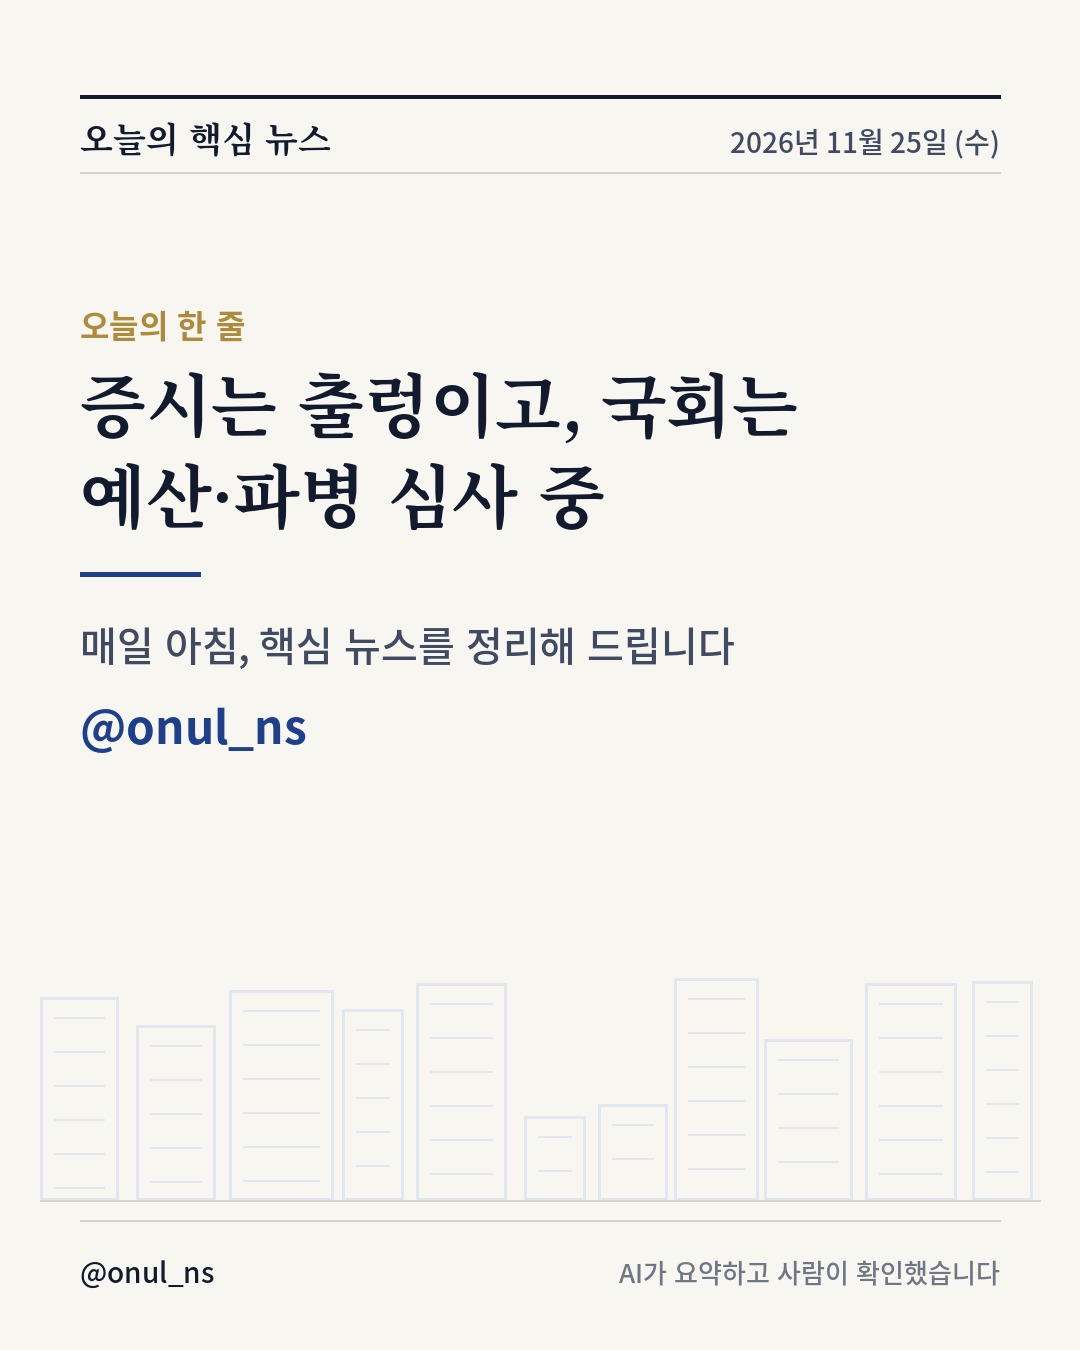 오늘의 핵심 뉴스
2026년 11월 25일 (수)
오늘의 한 줄
증시는 출렁이고, 국회는
예산·파병 심사 중
매일 아침, 핵심 뉴스를 정리해 드립니다
@onul_ns
@onul_ns
AI가 요약하고 사람이 확인했습니다